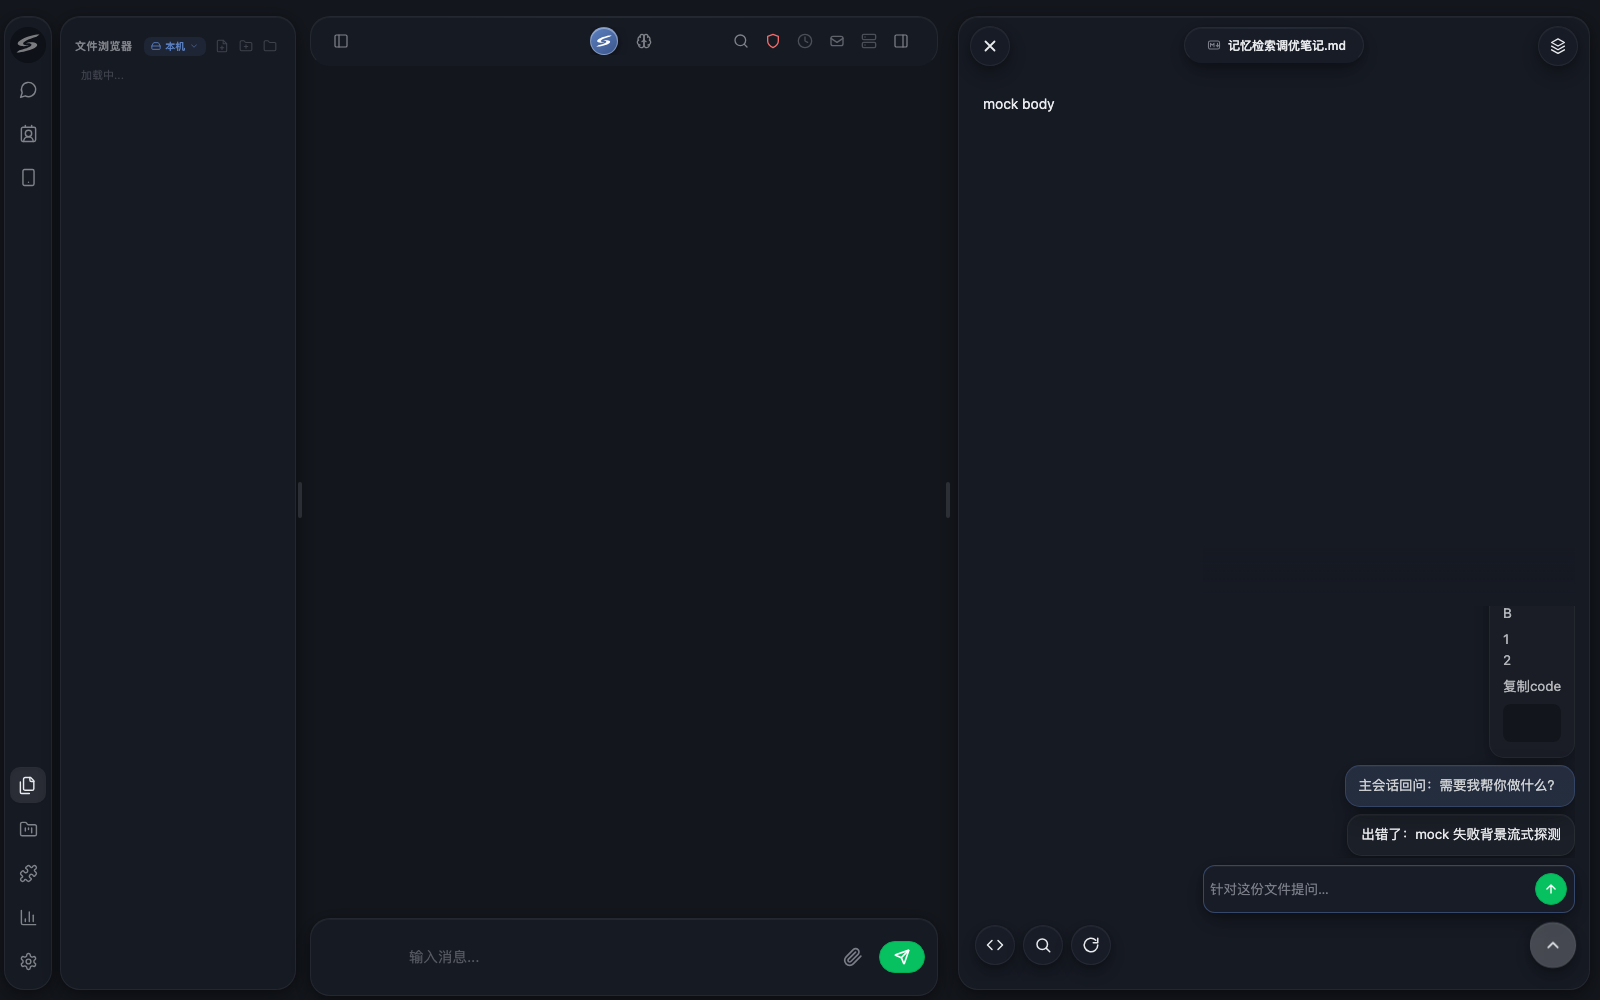 文件浏览器
本机
加载中...
输入消息...
记忆检索调优笔记.md
mock body
B
1
2
复制code
主会话回问：需要我帮你做什么？
出错了：mock 失败背景流式探测
针对这份文件提问...